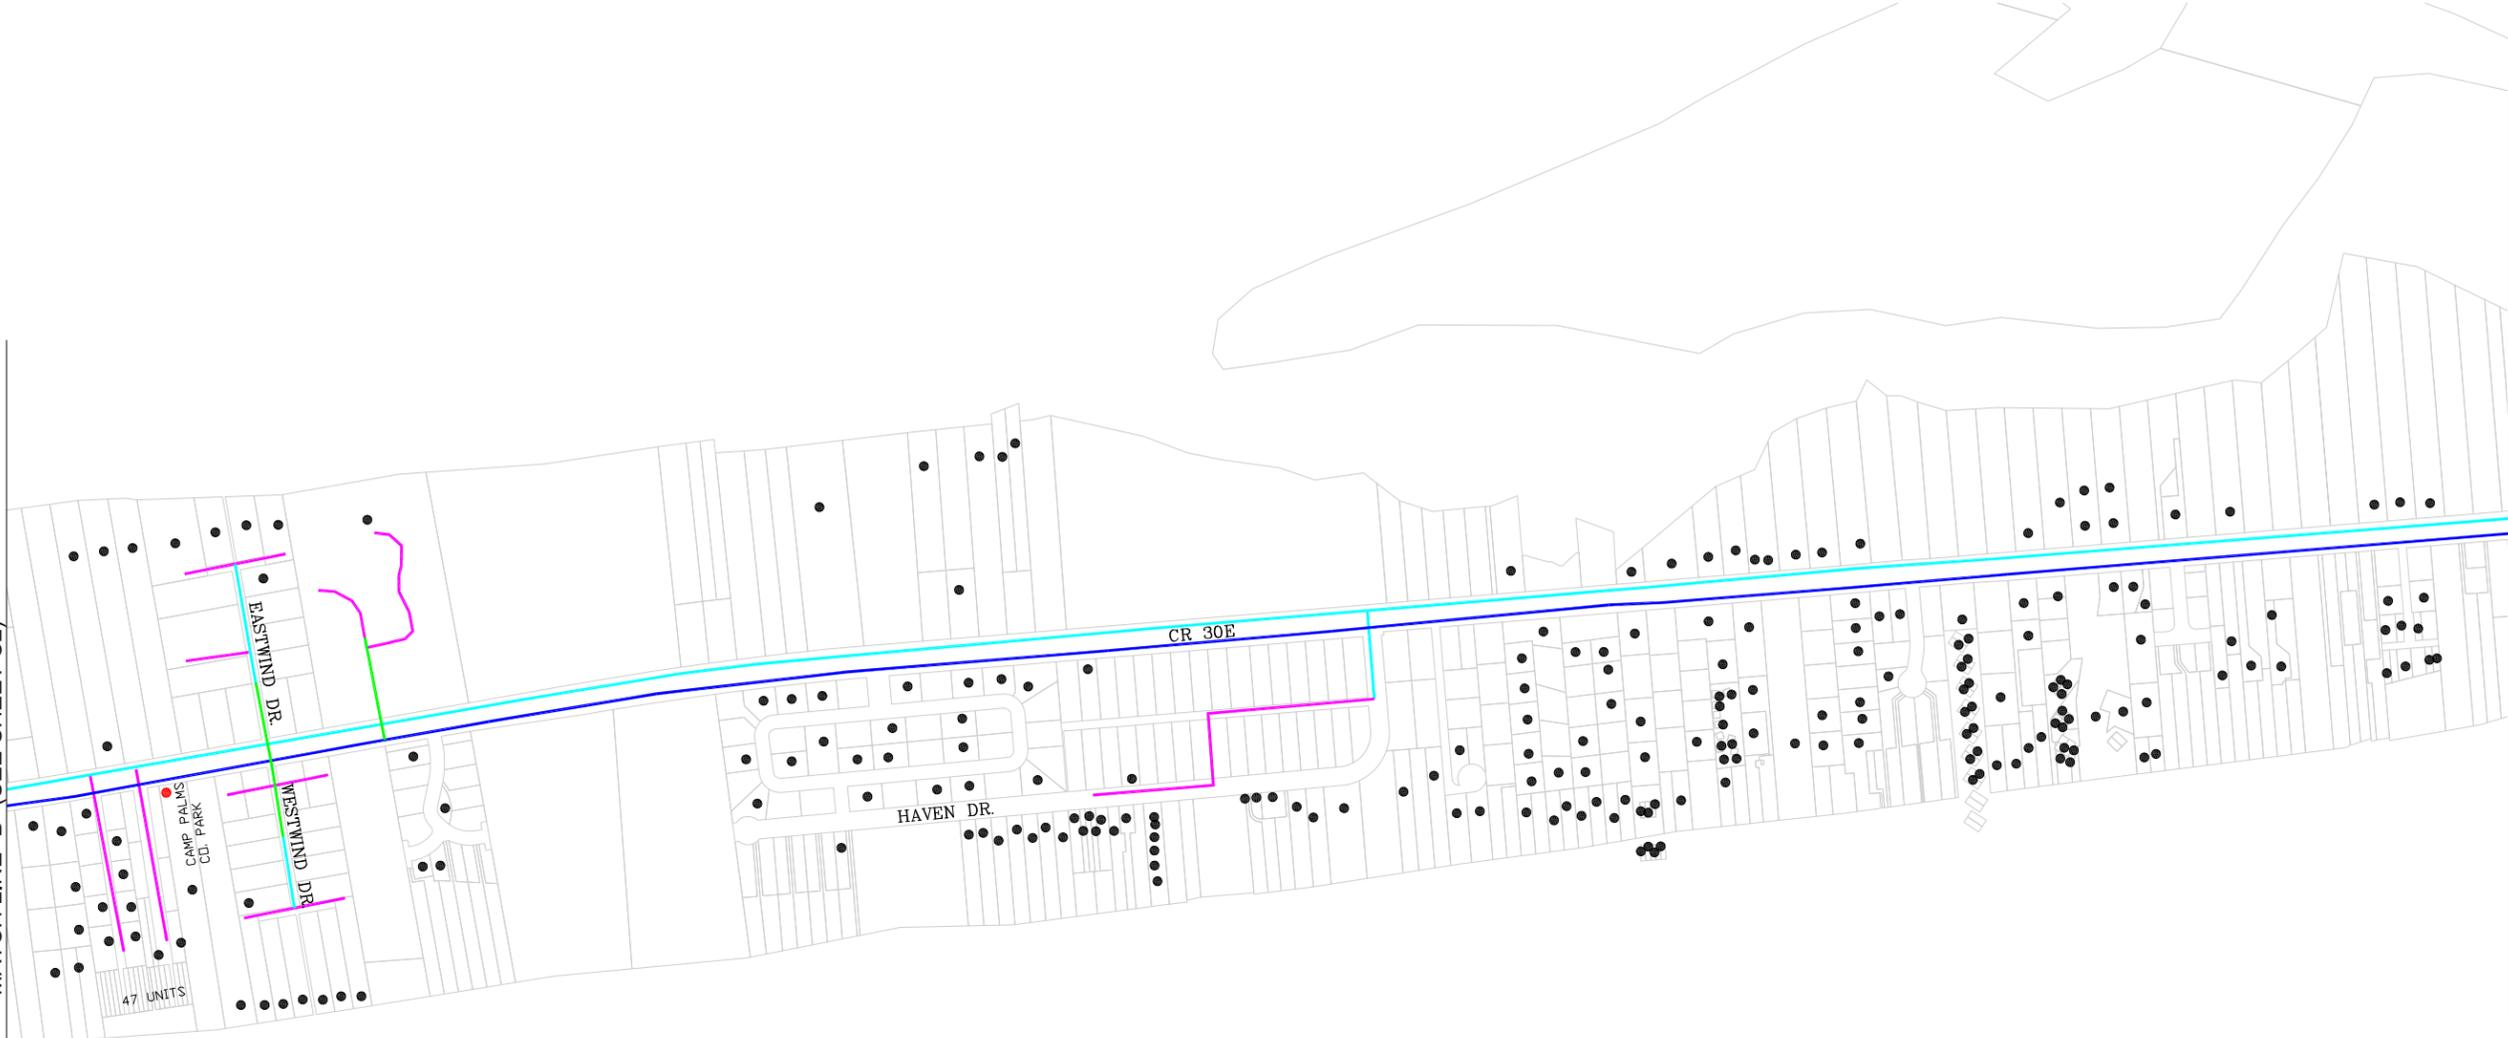 EASTWIND DR.
CR 30E
WESTWIND DR.
CAMP PALMS
CO. PARK
HAVEN DR.
47 UNITS